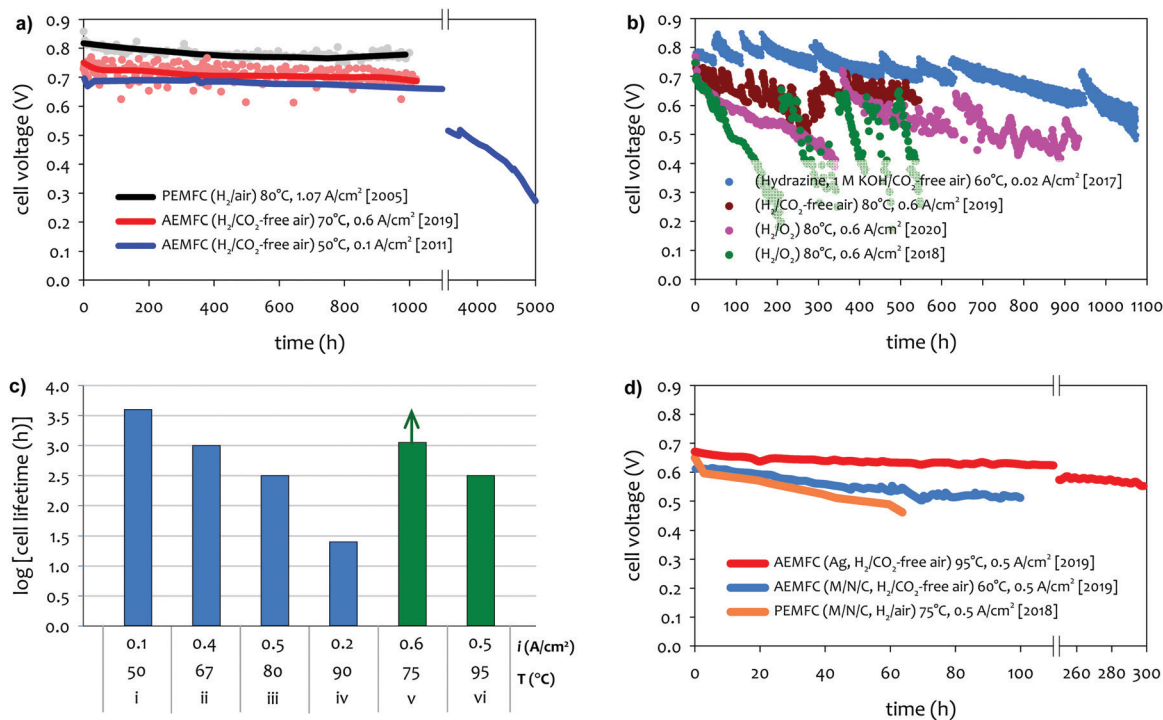 a)
0.9
0.8
0.7
0.6
0.5
0.4
0.3
0.2
0.1
0.0
cell voltage (V)
PEMFC (H₂/air) 80°C, 1.07 A/cm² [2005]
AEMFC (H₂/CO₂-free air) 70°C, 0.6 A/cm² [2019]
AEMFC (H₂/CO₂-free air) 50°C, 0.1 A/cm² [2011]
0 200 400 600 800 1000 4000 5000
time (h)
b)
0.9
0.8
0.7
0.6
0.5
0.4
0.3
0.2
0.1
0.0
cell voltage (V)
(Hydrazine, 1 M KOH/CO₂-free air) 60°C, 0.02 A/cm² [2017]
(H₂/CO₂-free air) 80°C, 0.6 A/cm² [2019]
(H₂/O₂) 80°C, 0.6 A/cm² [2020]
(H₂/O₂) 80°C, 0.6 A/cm² [2018]
0 100 200 300 400 500 600 700 800 900 1000 1100
time (h)
c)
4.0
3.5
3.0
2.5
2.0
1.5
1.0
0.5
0.0
log [cell lifetime (h)]
0.1 0.4 0.5 0.2 0.6 0.5 i (A/cm²)
50 67 80 90 75 95 T (°C)
i ii iii iv v vi
d)
0.9
0.8
0.7
0.6
0.5
0.4
0.3
0.2
0.1
0.0
cell voltage (V)
AEMFC (Ag, H₂/CO₂-free air) 95°C, 0.5 A/cm² [2019]
AEMFC (M/N/C, H₂/CO₂-free air) 60°C, 0.5 A/cm² [2019]
PEMFC (M/N/C, H₂/air) 75°C, 0.5 A/cm² [2018]
0 20 40 60 80 100 260 280 300
time (h)